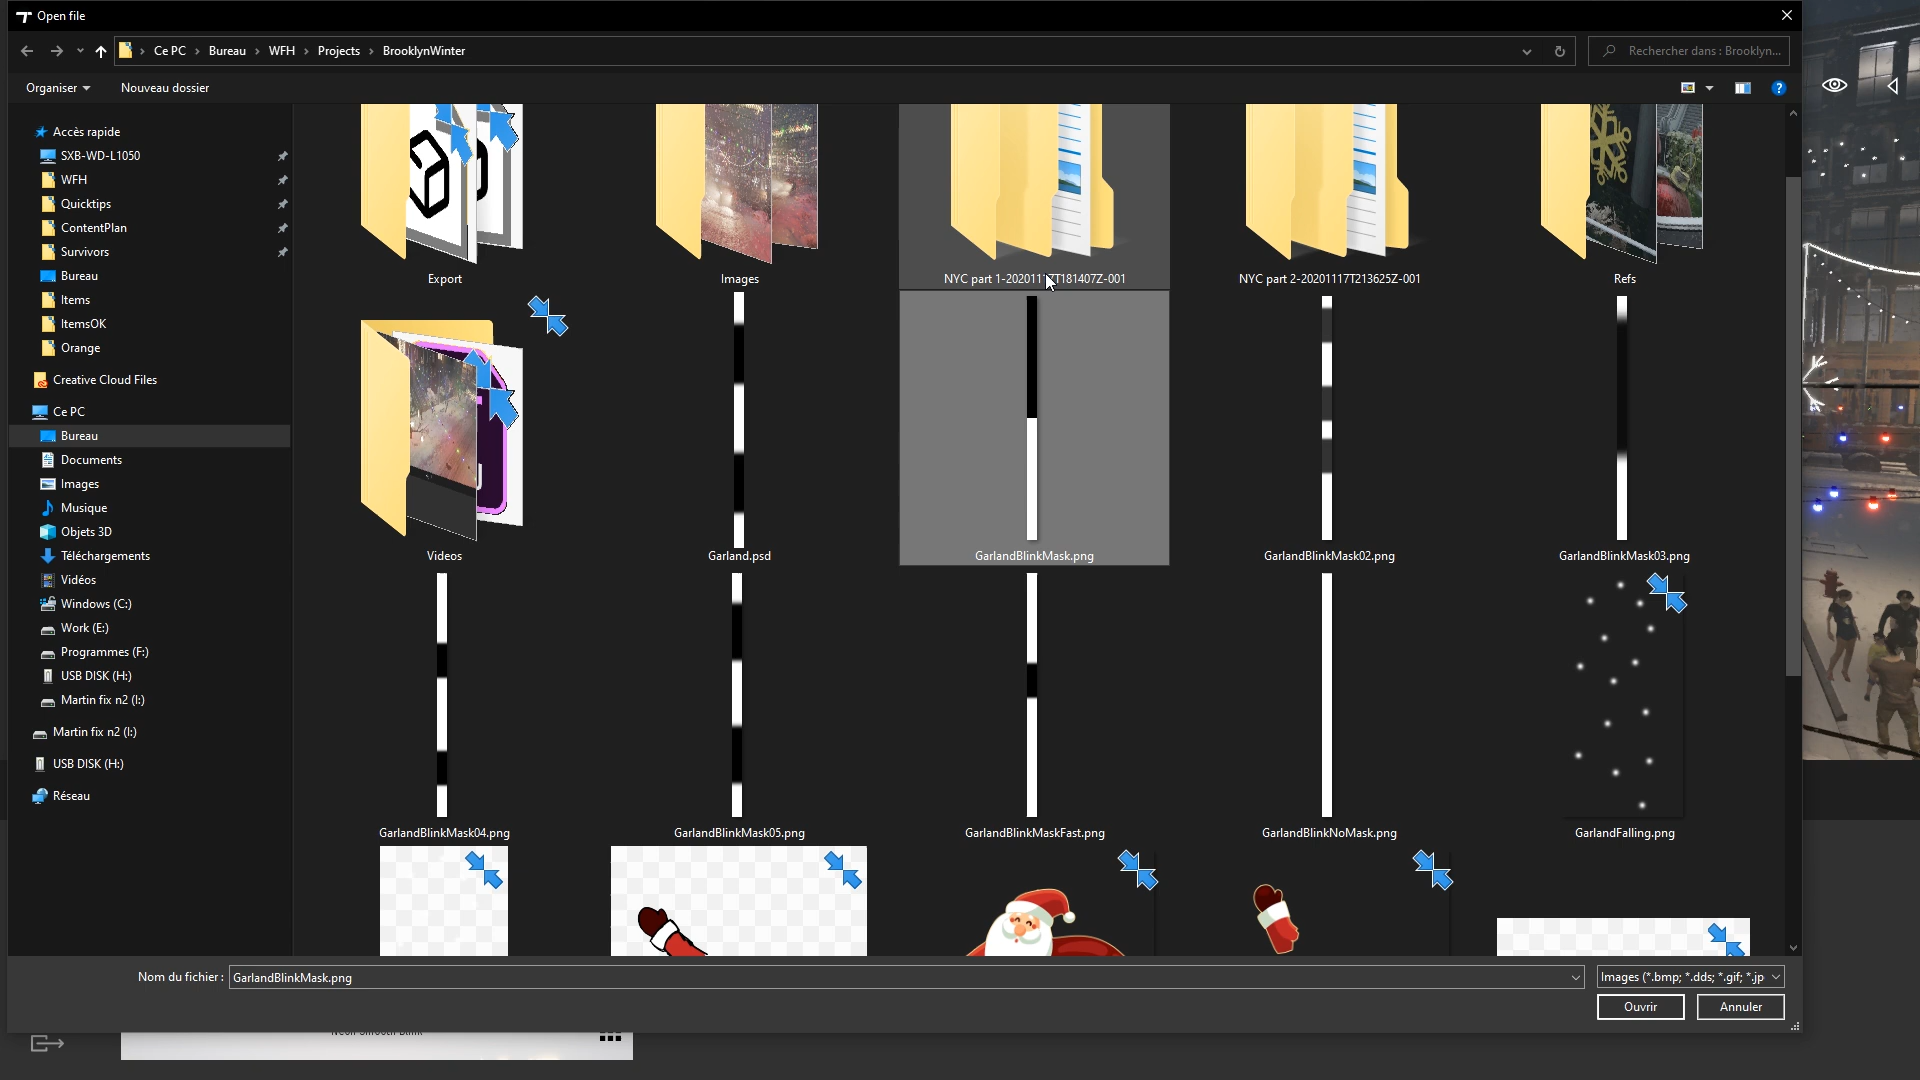 Open file
Ce PC
Bureau
WFH
Projects
BrooklynWinter
Rechercher dans : Brooklyn...
Organiser
Nouveau dossier
Accès rapide
SXB-WD-L1050
WFH
Quicktips
ContentPlan
Survivors
Bureau
Items
ItemsOK
Orange
Creative Cloud Files
Ce PC
Bureau
Documents
Images
Musique
Objets 3D
Téléchargements
Vidéos
Windows (C:)
Work (E:)
Programmes (F:)
USB DISK (H:)
Martin fix n2 (I:)
Martin fix n2 (I:)
USB DISK (H:)
Réseau
Export
Images
NYC part 1-20201117T181407Z-001
NYC part 2-20201117T213625Z-001
Refs
Videos
Garland.psd
GarlandBlinkMask.png
GarlandBlinkMask02.png
GarlandBlinkMask03.png
GarlandBlinkMask04.png
GarlandBlinkMask05.png
GarlandBlinkMaskFast.png
GarlandBlinkNoMask.png
GarlandFalling.png
Nom du fichier :
GarlandBlinkMask.png
Images (*.bmp; *.dds; *.gif; *.jp
Ouvrir
Annuler